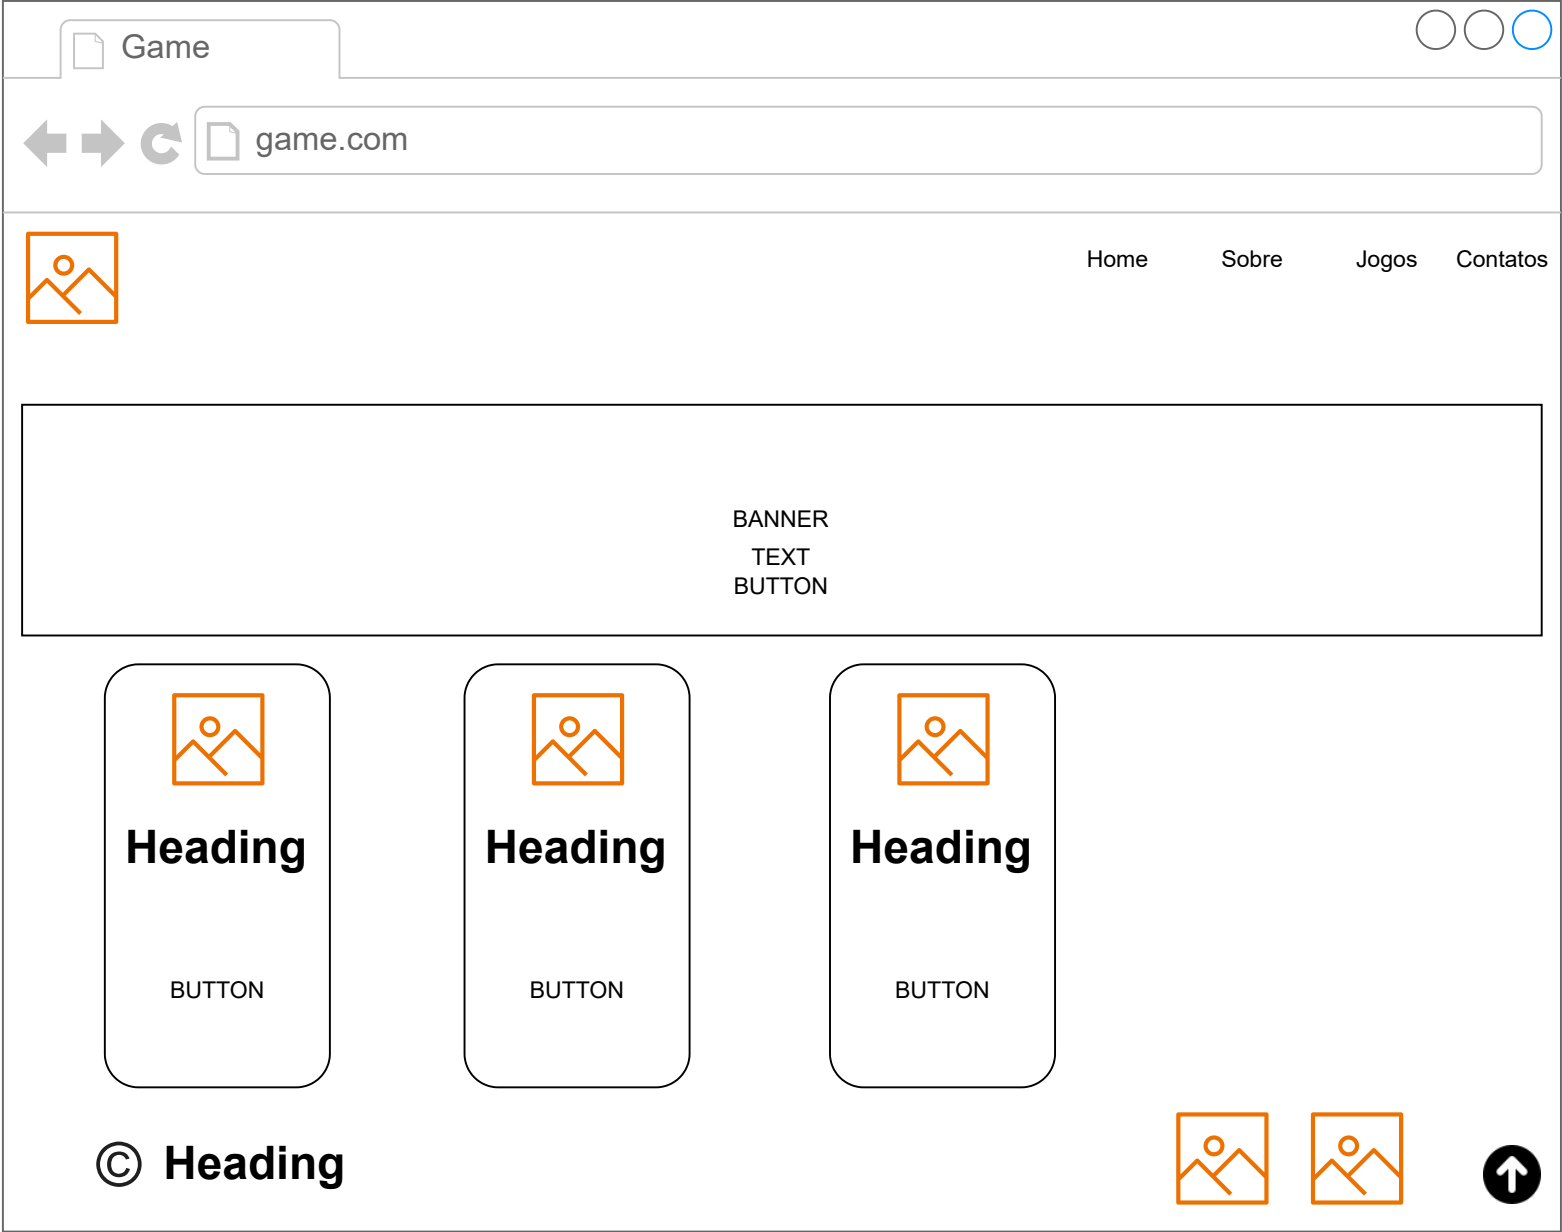 Game
game.com
Home Sobre Jogos Contatos
BANNER
TEXT
BUTTON
Heading Heading Heading
BUTTON BUTTON BUTTON
© Heading